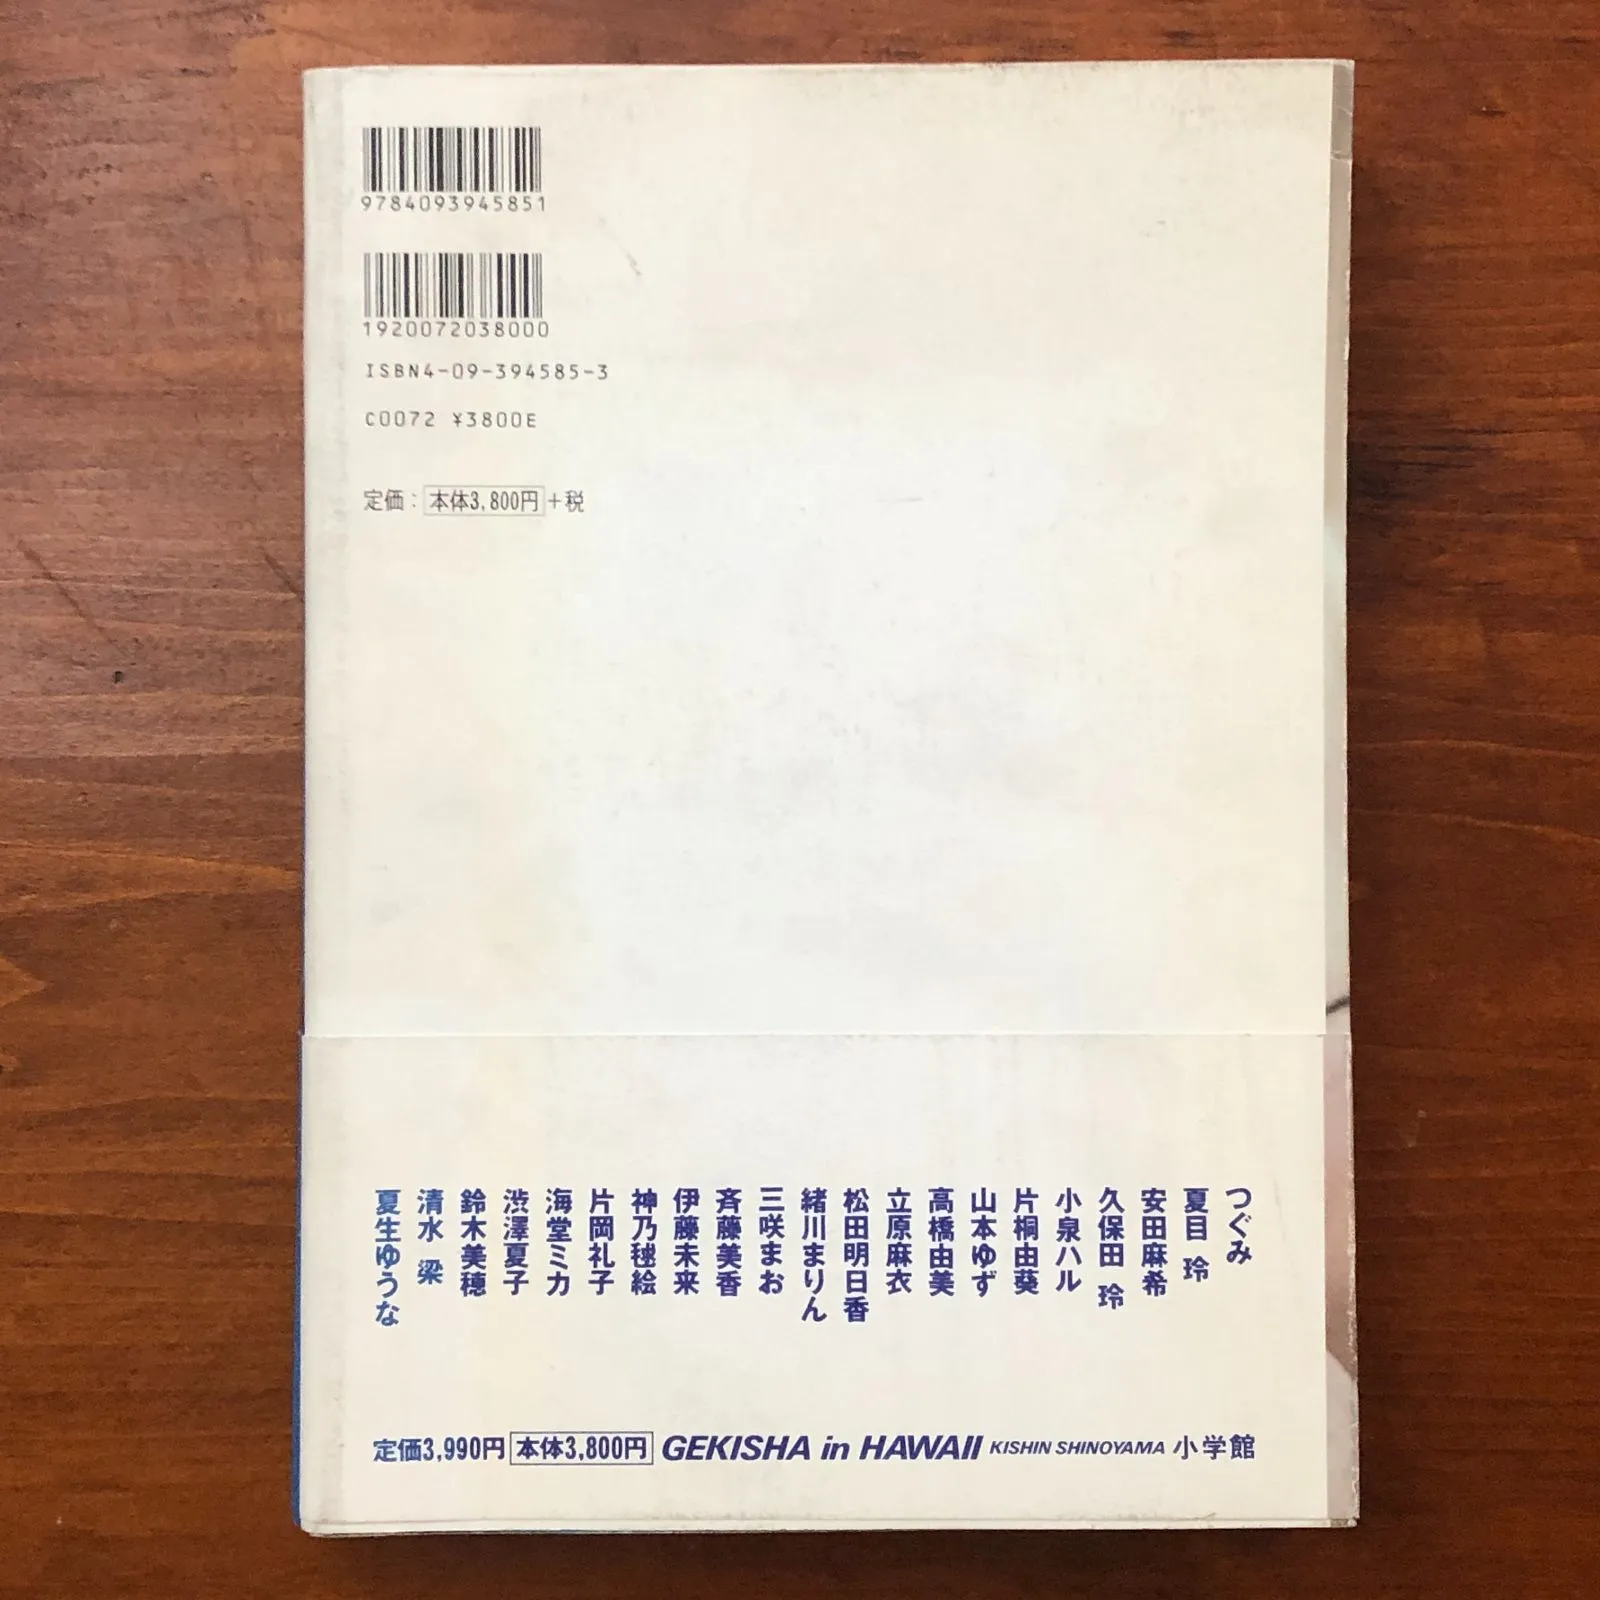 9784093945851
1920072038000
ISBN4-09-394585-3
C0072 ¥3800E
定価：本体3,800円+税
つぐみ
夏目 玲
安田麻希
久保田 玲
小泉ハル
片桐由葵
山本ゆず
高橋由美
立原麻衣
松田明日香
緒川まりん
三咲まお
斉藤美香
伊藤未来
神乃毬絵
片岡礼子
海堂ミカ
渋澤夏子
鈴木美穂
清水 梁
夏生ゆうな
定価3,990円 本体3,800円 GEKISHA in HAWAII KISHIN SHINOYAMA 小学館